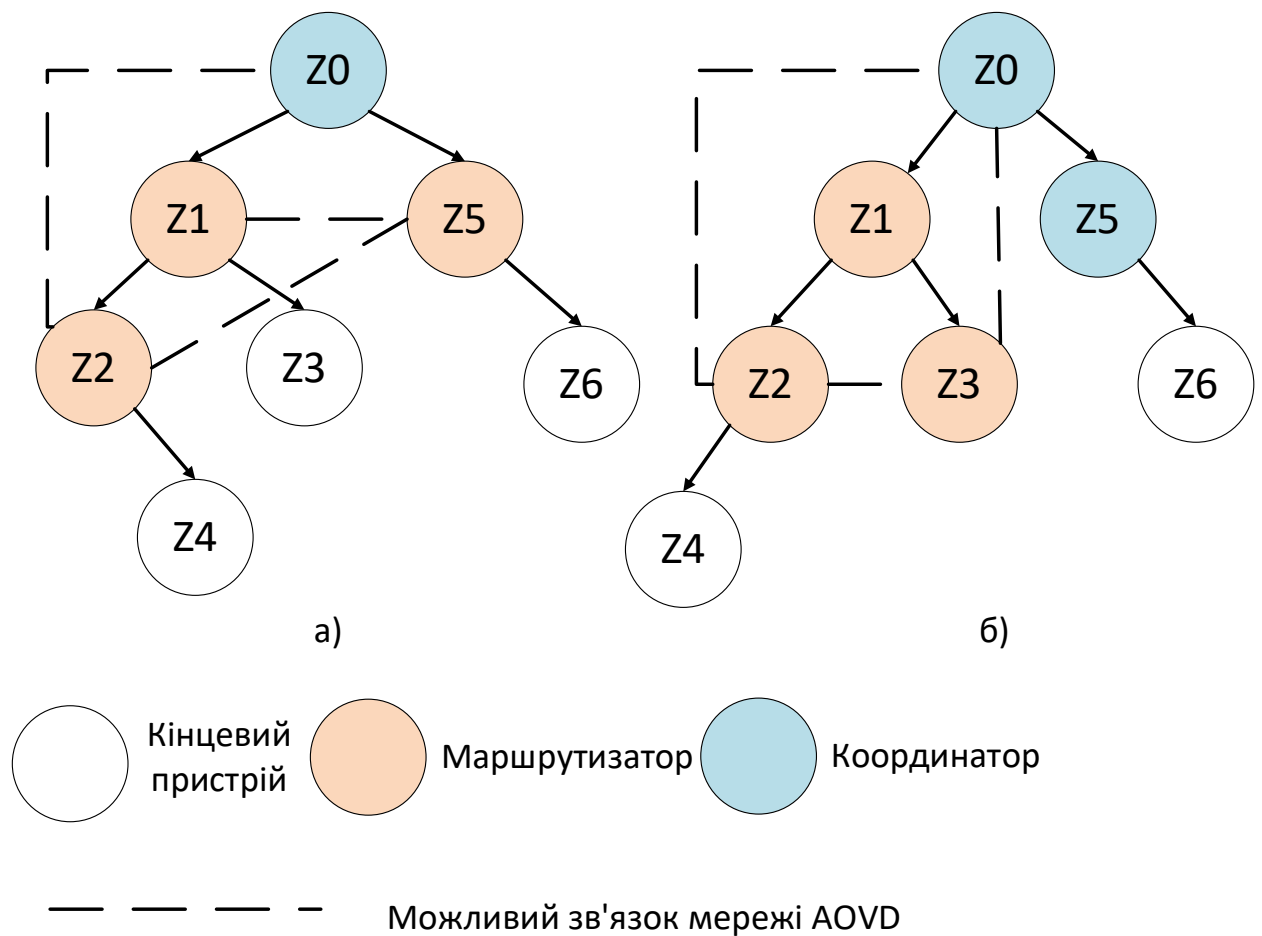 Z0
Z0
Z1
Z5
Z1
Z5
Z2
Z3
Z6
Z2
Z3
Z6
Z4
Z4
а)
б)
Кінцевий
пристрій
Маршрутизатор
Координатор
Можливий зв'язок мережі AOVD